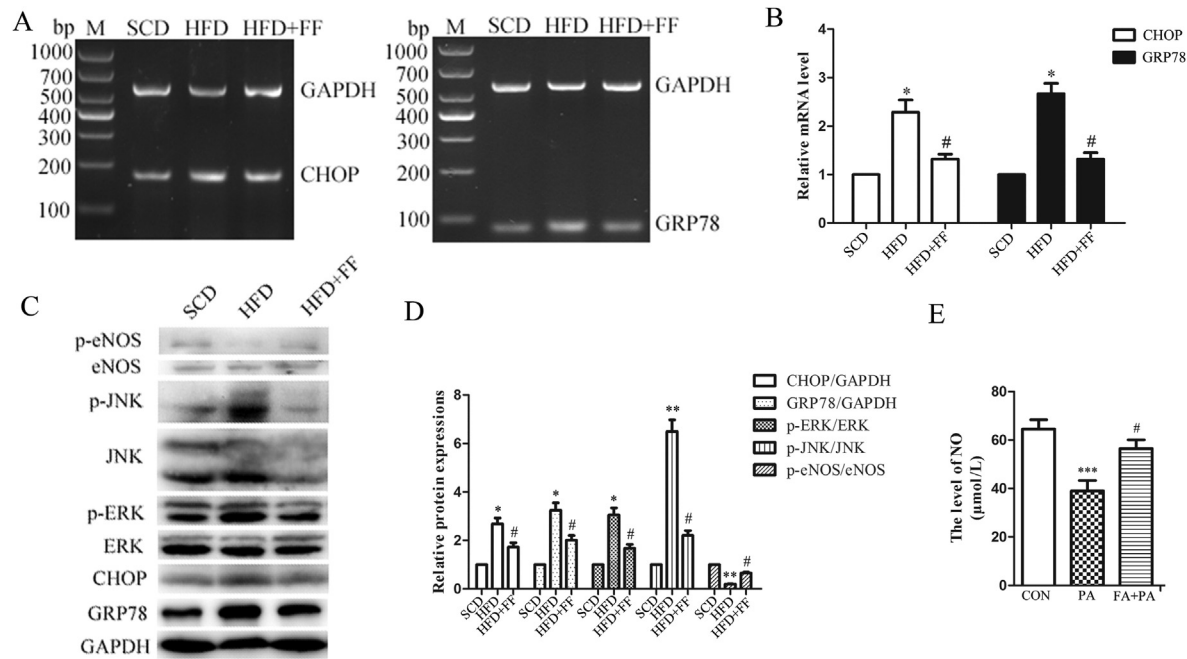 A
bp M SCD HFD HFD+FF
1000
700
500
400
300
200
100
GAPDH
CHOP
bp M SCD HFD HFD+FF
1000
700
500
400
300
200
100
GAPDH
GRP78
B
CHOP
GRP78
Relative mRNA level
4
3
2
1
0
* # * #
SCD HFD HFD+FF SCD HFD HFD+FF
C
SCD HFD HFD+FF
p-eNOS
eNOS
p-JNK
JNK
p-ERK
ERK
CHOP
GRP78
GAPDH
D
CHOP/GAPDH
GRP78/GAPDH
p-ERK/ERK
p-JNK/JNK
p-eNOS/eNOS
Relative protein expressions
8
6
4
2
0
* # * # * # ** # ** #
SCD HFD HFD+FF SCD HFD HFD+FF SCD HFD HFD+FF SCD HFD HFD+FF SCD HFD HFD+FF
E
The level of NO
(μmol/L)
80
60
40
20
0
*** #
CON PA FA+PA